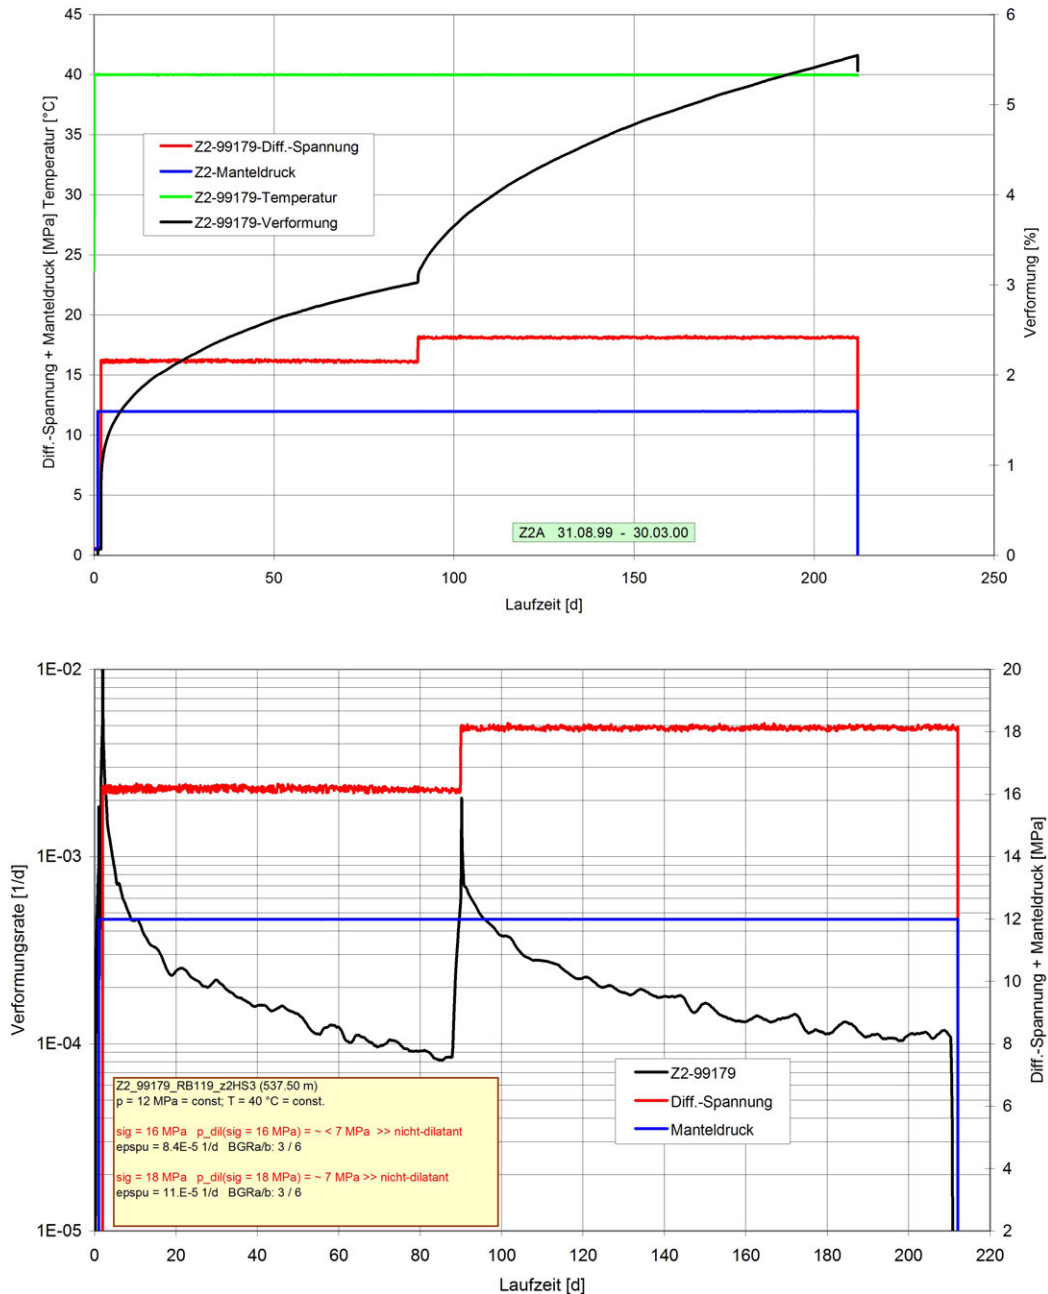 45
40
35
30
25
20
15
10
5
0
Diff.-Spannung + Manteldruck [MPa] Temperatur [°C]
Z2-99179-Diff.-Spannung
Z2-Manteldruck
Z2-99179-Temperatur
Z2-99179-Verformung
Z2A 31.08.99 - 30.03.00
6
5
4
3
2
1
0
Verformung [%]
0 50 100 150 200 250
Laufzeit [d]
1E-02
1E-03
1E-04
1E-05
Verformungsrate [1/d]
Z2_99179_RB119_z2HS3 (537.50 m)
p = 12 MPa = const; T = 40 °C = const.
sig = 16 MPa p_dil(sig = 16 MPa) = ~ < 7 MPa >> nicht-dilatant
epspu = 8.4E-5 1/d BGRa/b: 3 / 6
sig = 18 MPa p_dil(sig = 18 MPa) = ~ 7 MPa >> nicht-dilatant
epspu = 11.E-5 1/d BGRa/b: 3 / 6
Z2-99179
Diff.-Spannung
Manteldruck
20
18
16
14
12
10
8
6
4
2
Diff.-Spannung + Manteldruck [MPa]
0 20 40 60 80 100 120 140 160 180 200 220
Laufzeit [d]